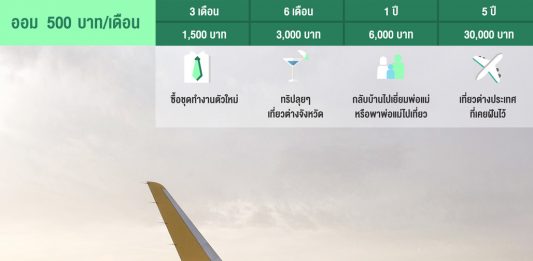 ออม 500 บาท/เดือน
3 เดือน 6 เดือน 1 ปี 5 ปี
1,500 บาท 3,000 บาท 6,000 บาท 30,000 บาท
ซื้อชุดทำงานตัวใหม่
ทริปลุยๆ
เที่ยวต่างจังหวัด
กลับบ้านไปเยี่ยมพ่อแม่
หรือพาพ่อแม่ไปเที่ยว
เที่ยวต่างประเทศ
ที่เคยฝันไว้